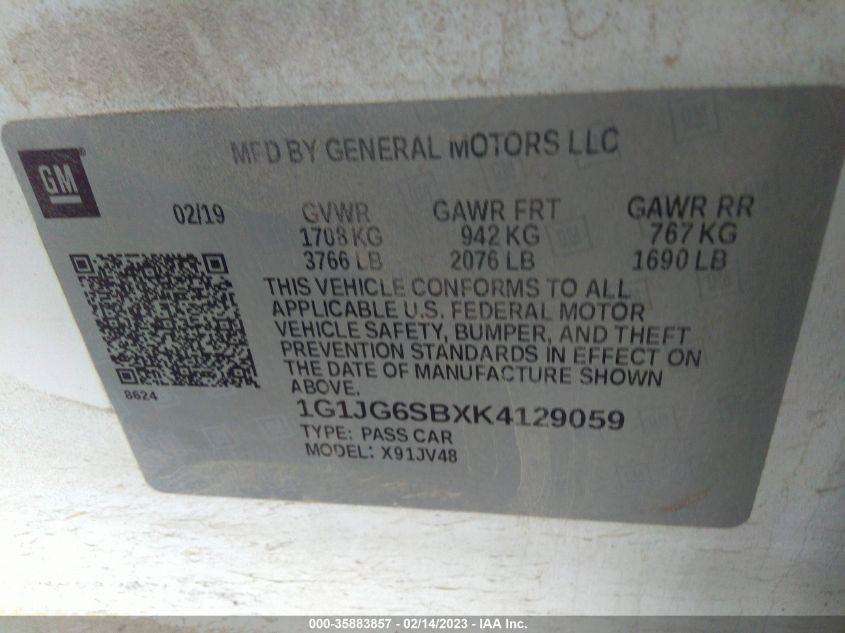 MFD BY GENERAL MOTORS LLC
GM
02/19 GVWR GAWR FRT GAWR RR
1708 KG 942 KG 767 KG
3766 LB 2076 LB 1690 LB
THIS VEHICLE CONFORMS TO ALL
APPLICABLE U.S. FEDERAL MOTOR
VEHICLE SAFETY, BUMPER, AND THEFT
PREVENTION STANDARDS IN EFFECT ON
THE DATE OF MANUFACTURE SHOWN
ABOVE.
8624
1G1JG6SBXK4129059
TYPE: PASS CAR
MODEL: X91JV48
000-35883857 - 02/14/2023 - IAA Inc.